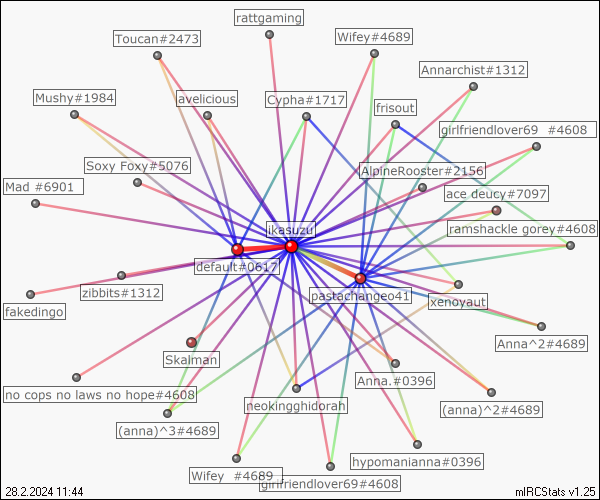 rattgaming
Toucan#2473
Wifey#4689
Annarchist#1312
Mushy#1984
avelicious
Cypha#1717
frisout
girlfriendlover69 #4608
Soxy Foxy#5076
AlpineRooster#2156
Mad #6901
ace deucy#7097
ikasuzu
ramshackle gorey#4608
default#0617
zibbits#1312
pastachangeo41
xenoyaut
fakedingo
Anna^2#4689
Skalman
Anna.#0396
no cops no laws no hope#4608
neokingghidorah
(anna)^2#4689
(anna)^3#4689
hypomanianna#0396
Wifey #4689
girlfriendlover69#4608
28.2.2024 11:44
mIRCStats v1.25